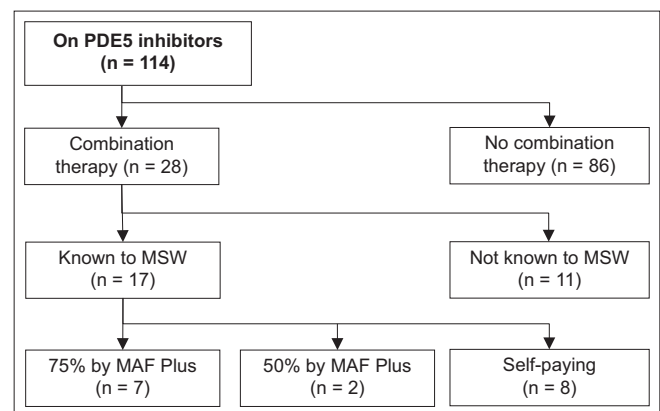 On PDE5 inhibitors
(n = 114)
Combination
therapy (n = 28)
No combination
therapy (n = 86)
Known to MSW
(n = 17)
Not known to MSW
(n = 11)
75% by MAF Plus
(n = 7)
50% by MAF Plus
(n = 2)
Self-paying
(n = 8)